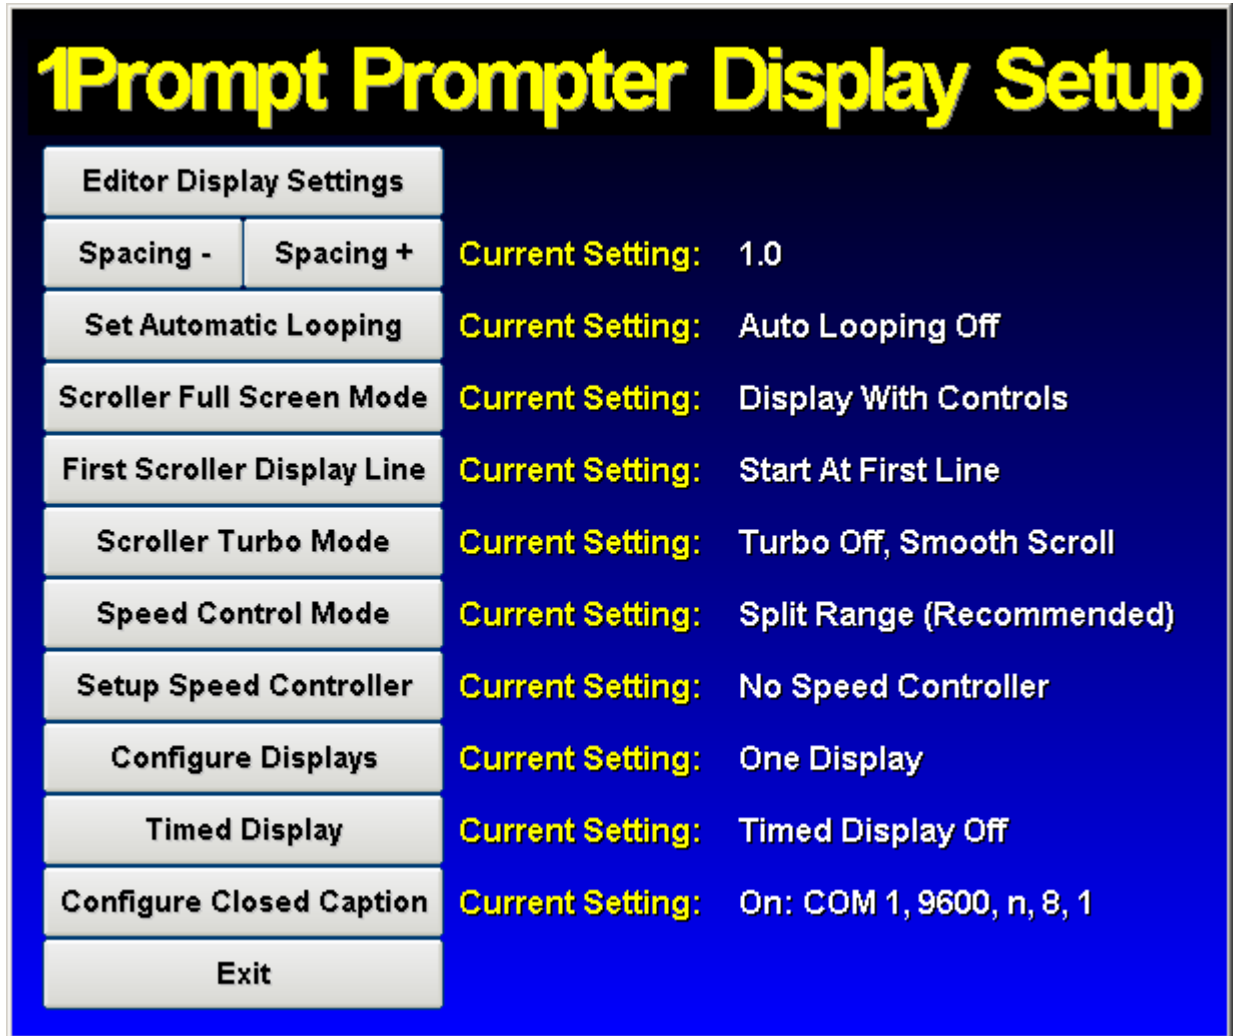 1Prompt Prompter Display Setup
Editor Display Settings
Spacing - Spacing + Current Setting: 1.0
Set Automatic Looping Current Setting: Auto Looping Off
Scroller Full Screen Mode Current Setting: Display With Controls
First Scroller Display Line Current Setting: Start At First Line
Scroller Turbo Mode Current Setting: Turbo Off, Smooth Scroll
Speed Control Mode Current Setting: Split Range (Recommended)
Setup Speed Controller Current Setting: No Speed Controller
Configure Displays Current Setting: One Display
Timed Display Current Setting: Timed Display Off
Configure Closed Caption Current Setting: On: COM 1, 9600, n, 8, 1
Exit